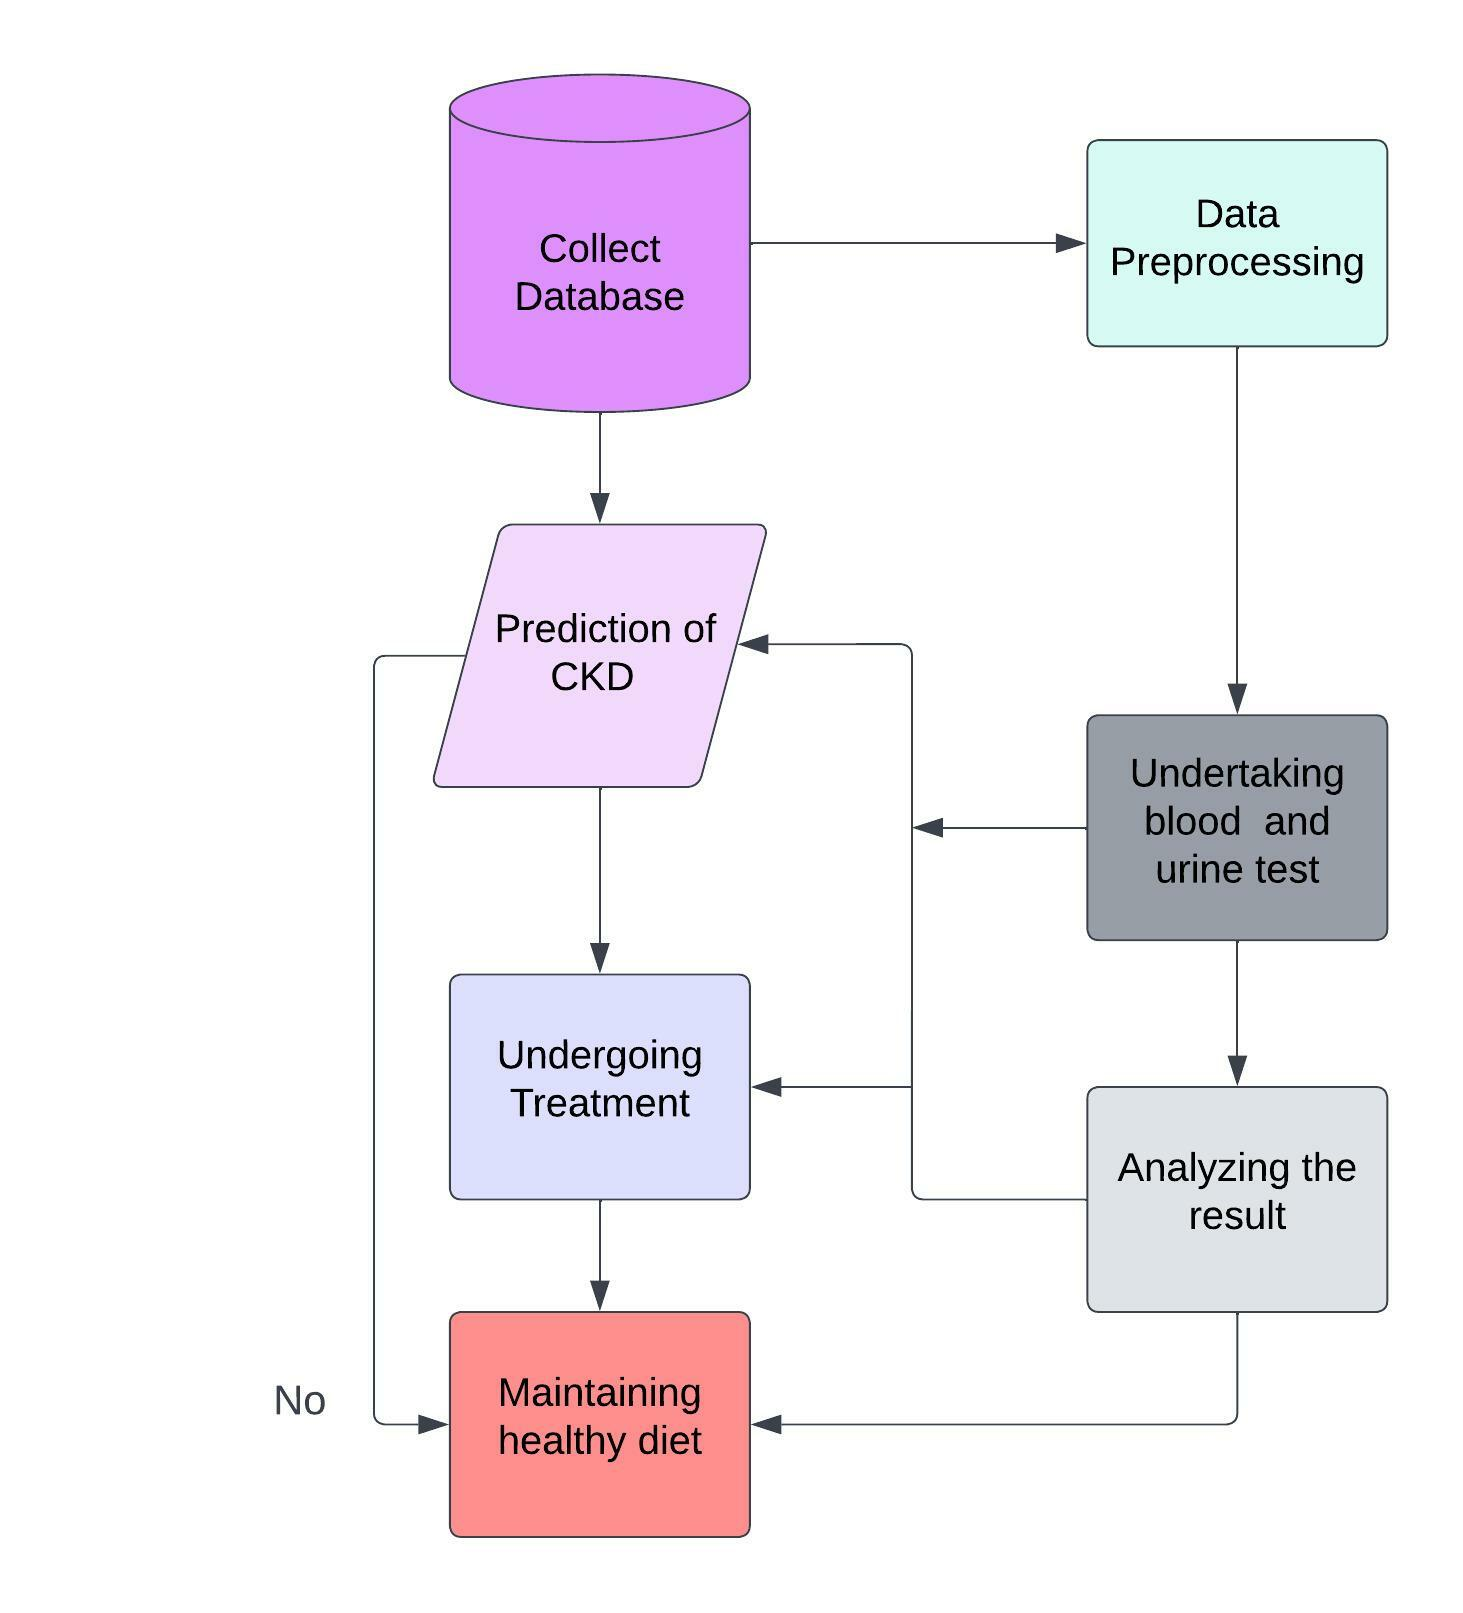 Collect
Database
Data
Preprocessing
Prediction of
CKD
Undertaking
blood  and
urine test
Undergoing
Treatment
Analyzing the
result
No
Maintaining
healthy diet